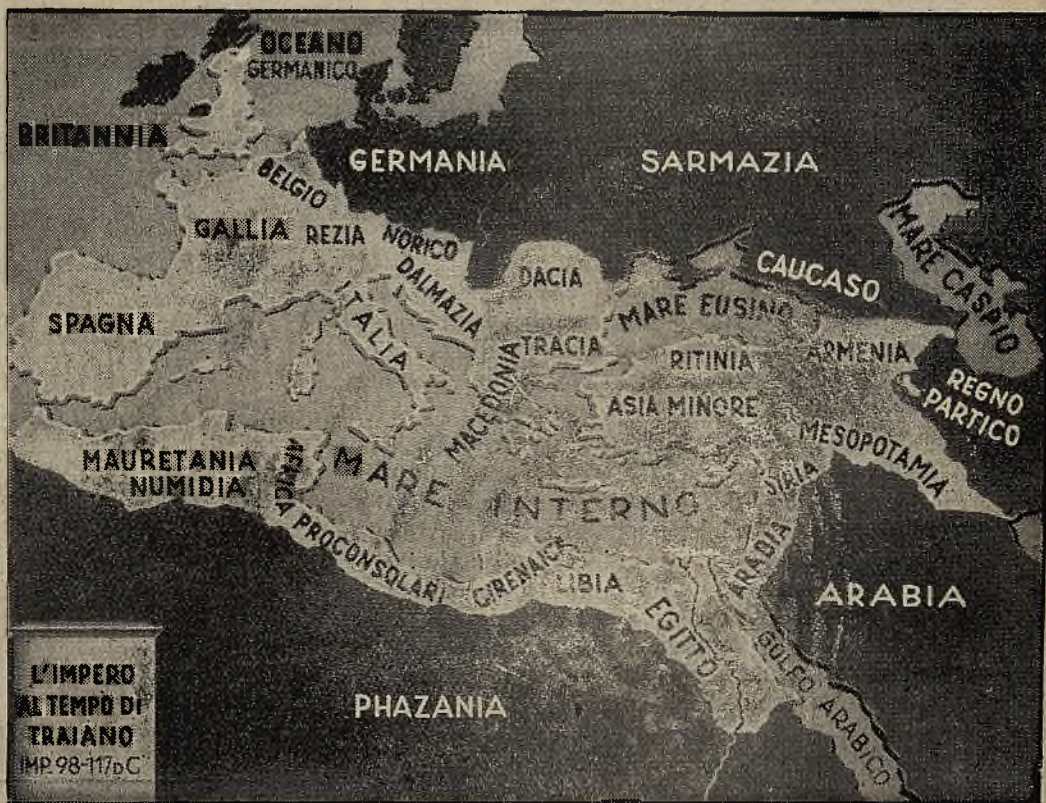 OCEANO
GERMANICO
BRITANNIA
GERMANIA
SARMAZIA
BELGIO
GALLIA
REZIA
NORICO
DALMAZIA
DACIA
CAUCASO
MARE CASPIO
SPAGNA
ITALIA
MARE EUSINO
TRACIA
RITINIA
ARMENIA
MACEDONIA
ASIA MINORE
REGNO
PARTICO
MAURETANIA
NUMIDIA
MESOPOTAMIA
MARE INTERNO
SIRIA
A PROCONSOLARI
CIRENAICA
LIBIA
ARABIA
ARABIA
EGITTO
GOLFO ARABICO
PHAZANIA
L'IMPERO
AL TEMPO DI
TRAIANO
IMP. 98-117 D C